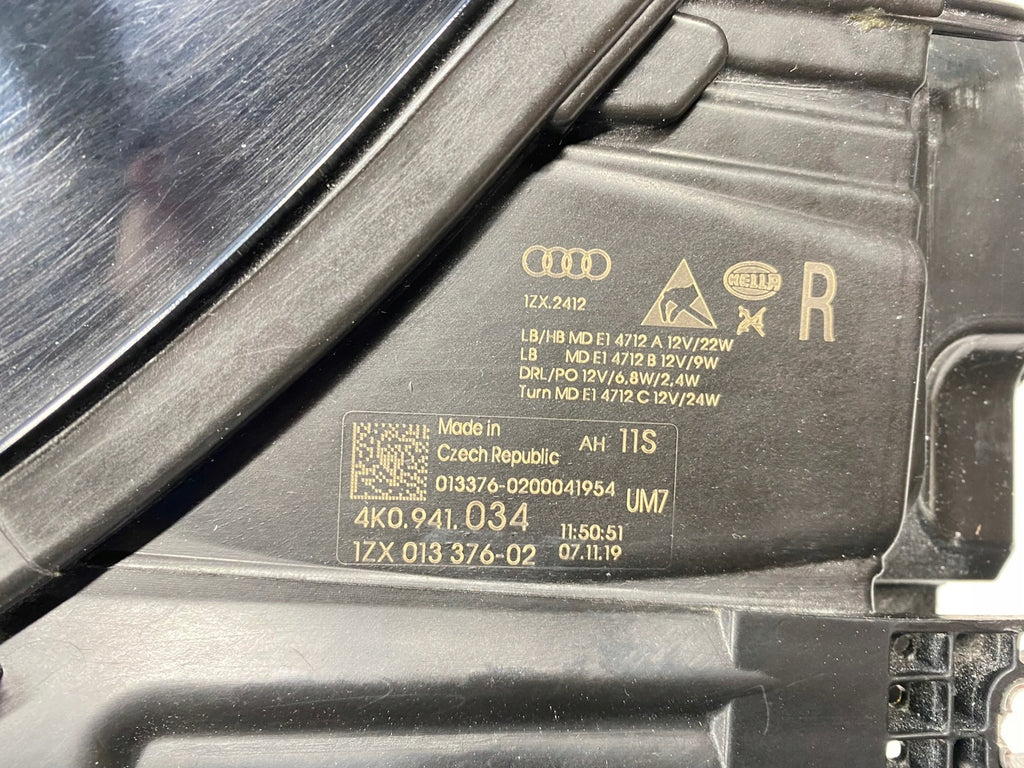 1ZX.2412
HELLA
R
LB/HB MD E1 4712 A 12V/22W
LB MD E1 4712 B 12V/9W
DRL/PO 12V/6,8W/2,4W
Turn MD E1 4712 C 12V/24W
Made in
Czech Republic
AH 11S
013376-0200041954
UM7
4K0.941.034
11:50:51
1ZX 013 376-02
07.11.19